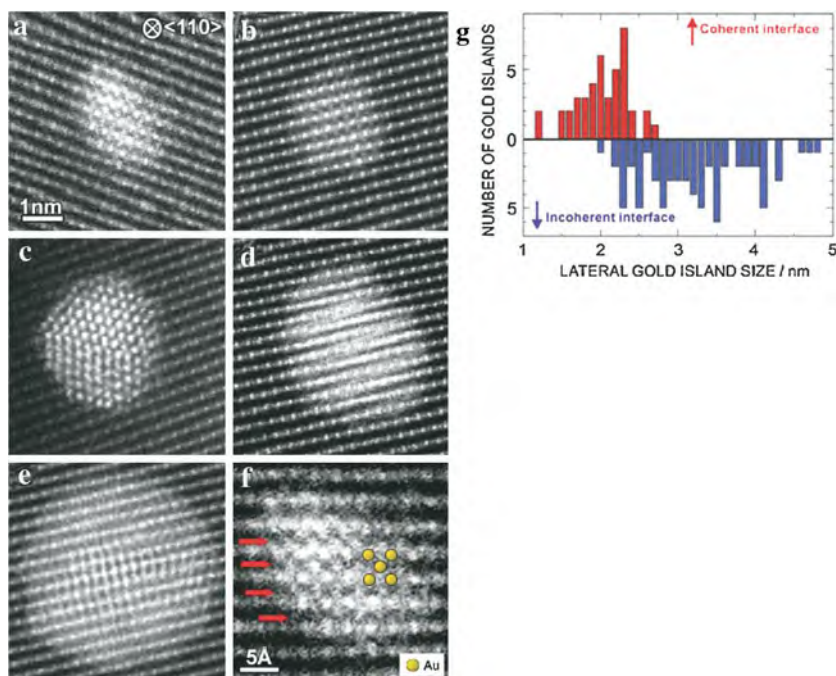 a
⊗<110>
1nm
b
c
d
e
f
5A
Au
g
Coherent interface
NUMBER OF GOLD ISLANDS
5
0
5
Incoherent interface
1
2
3
4
5
LATERAL GOLD ISLAND SIZE / nm